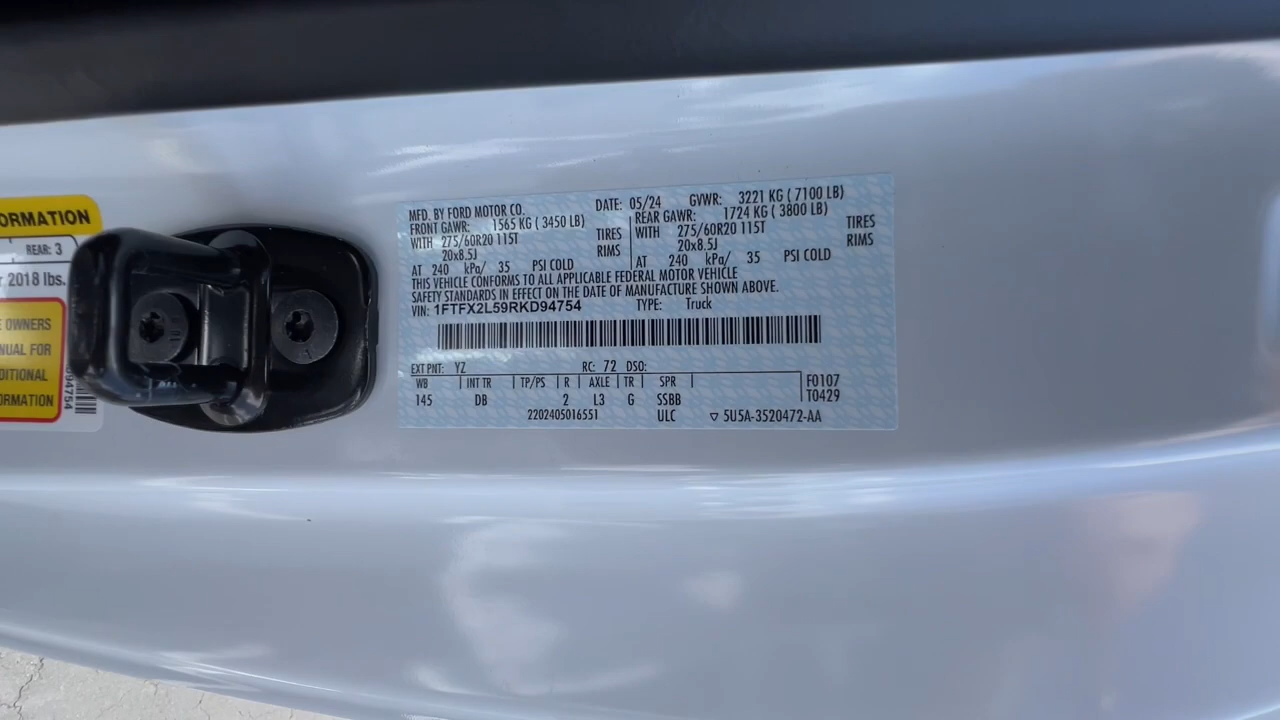 ORMATION
REAR: 3
r 2018 lbs.
E OWNERS
NUAL FOR
DITIONAL
ORMATION
94754
MFD. BY FORD MOTOR CO.
DATE: 05/24 GVWR: 3221 KG ( 7100 LB)
FRONT GAWR: 1565 KG ( 3450 LB)
WITH 275/60R20 115T TIRES
20x8.5J RIMS
AT 240 kPa/ 35 PSI COLD
REAR GAWR: 1724 KG ( 3800 LB)
WITH 275/60R20 115T TIRES
20x8.5J RIMS
AT 240 kPa/ 35 PSI COLD
THIS VEHICLE CONFORMS TO ALL APPLICABLE FEDERAL MOTOR VEHICLE
SAFETY STANDARDS IN EFFECT ON THE DATE OF MANUFACTURE SHOWN ABOVE.
VIN: 1FTFX2L59RKD94754 TYPE: Truck
EXT PNT: YZ RC: 72 DSO:
WB INT TR TP/PS R AXLE TR SPR F0107
145 DB 2 L3 G SSBB T0429
2202405016551 ULC ▽ 5U5A-3520472-AA